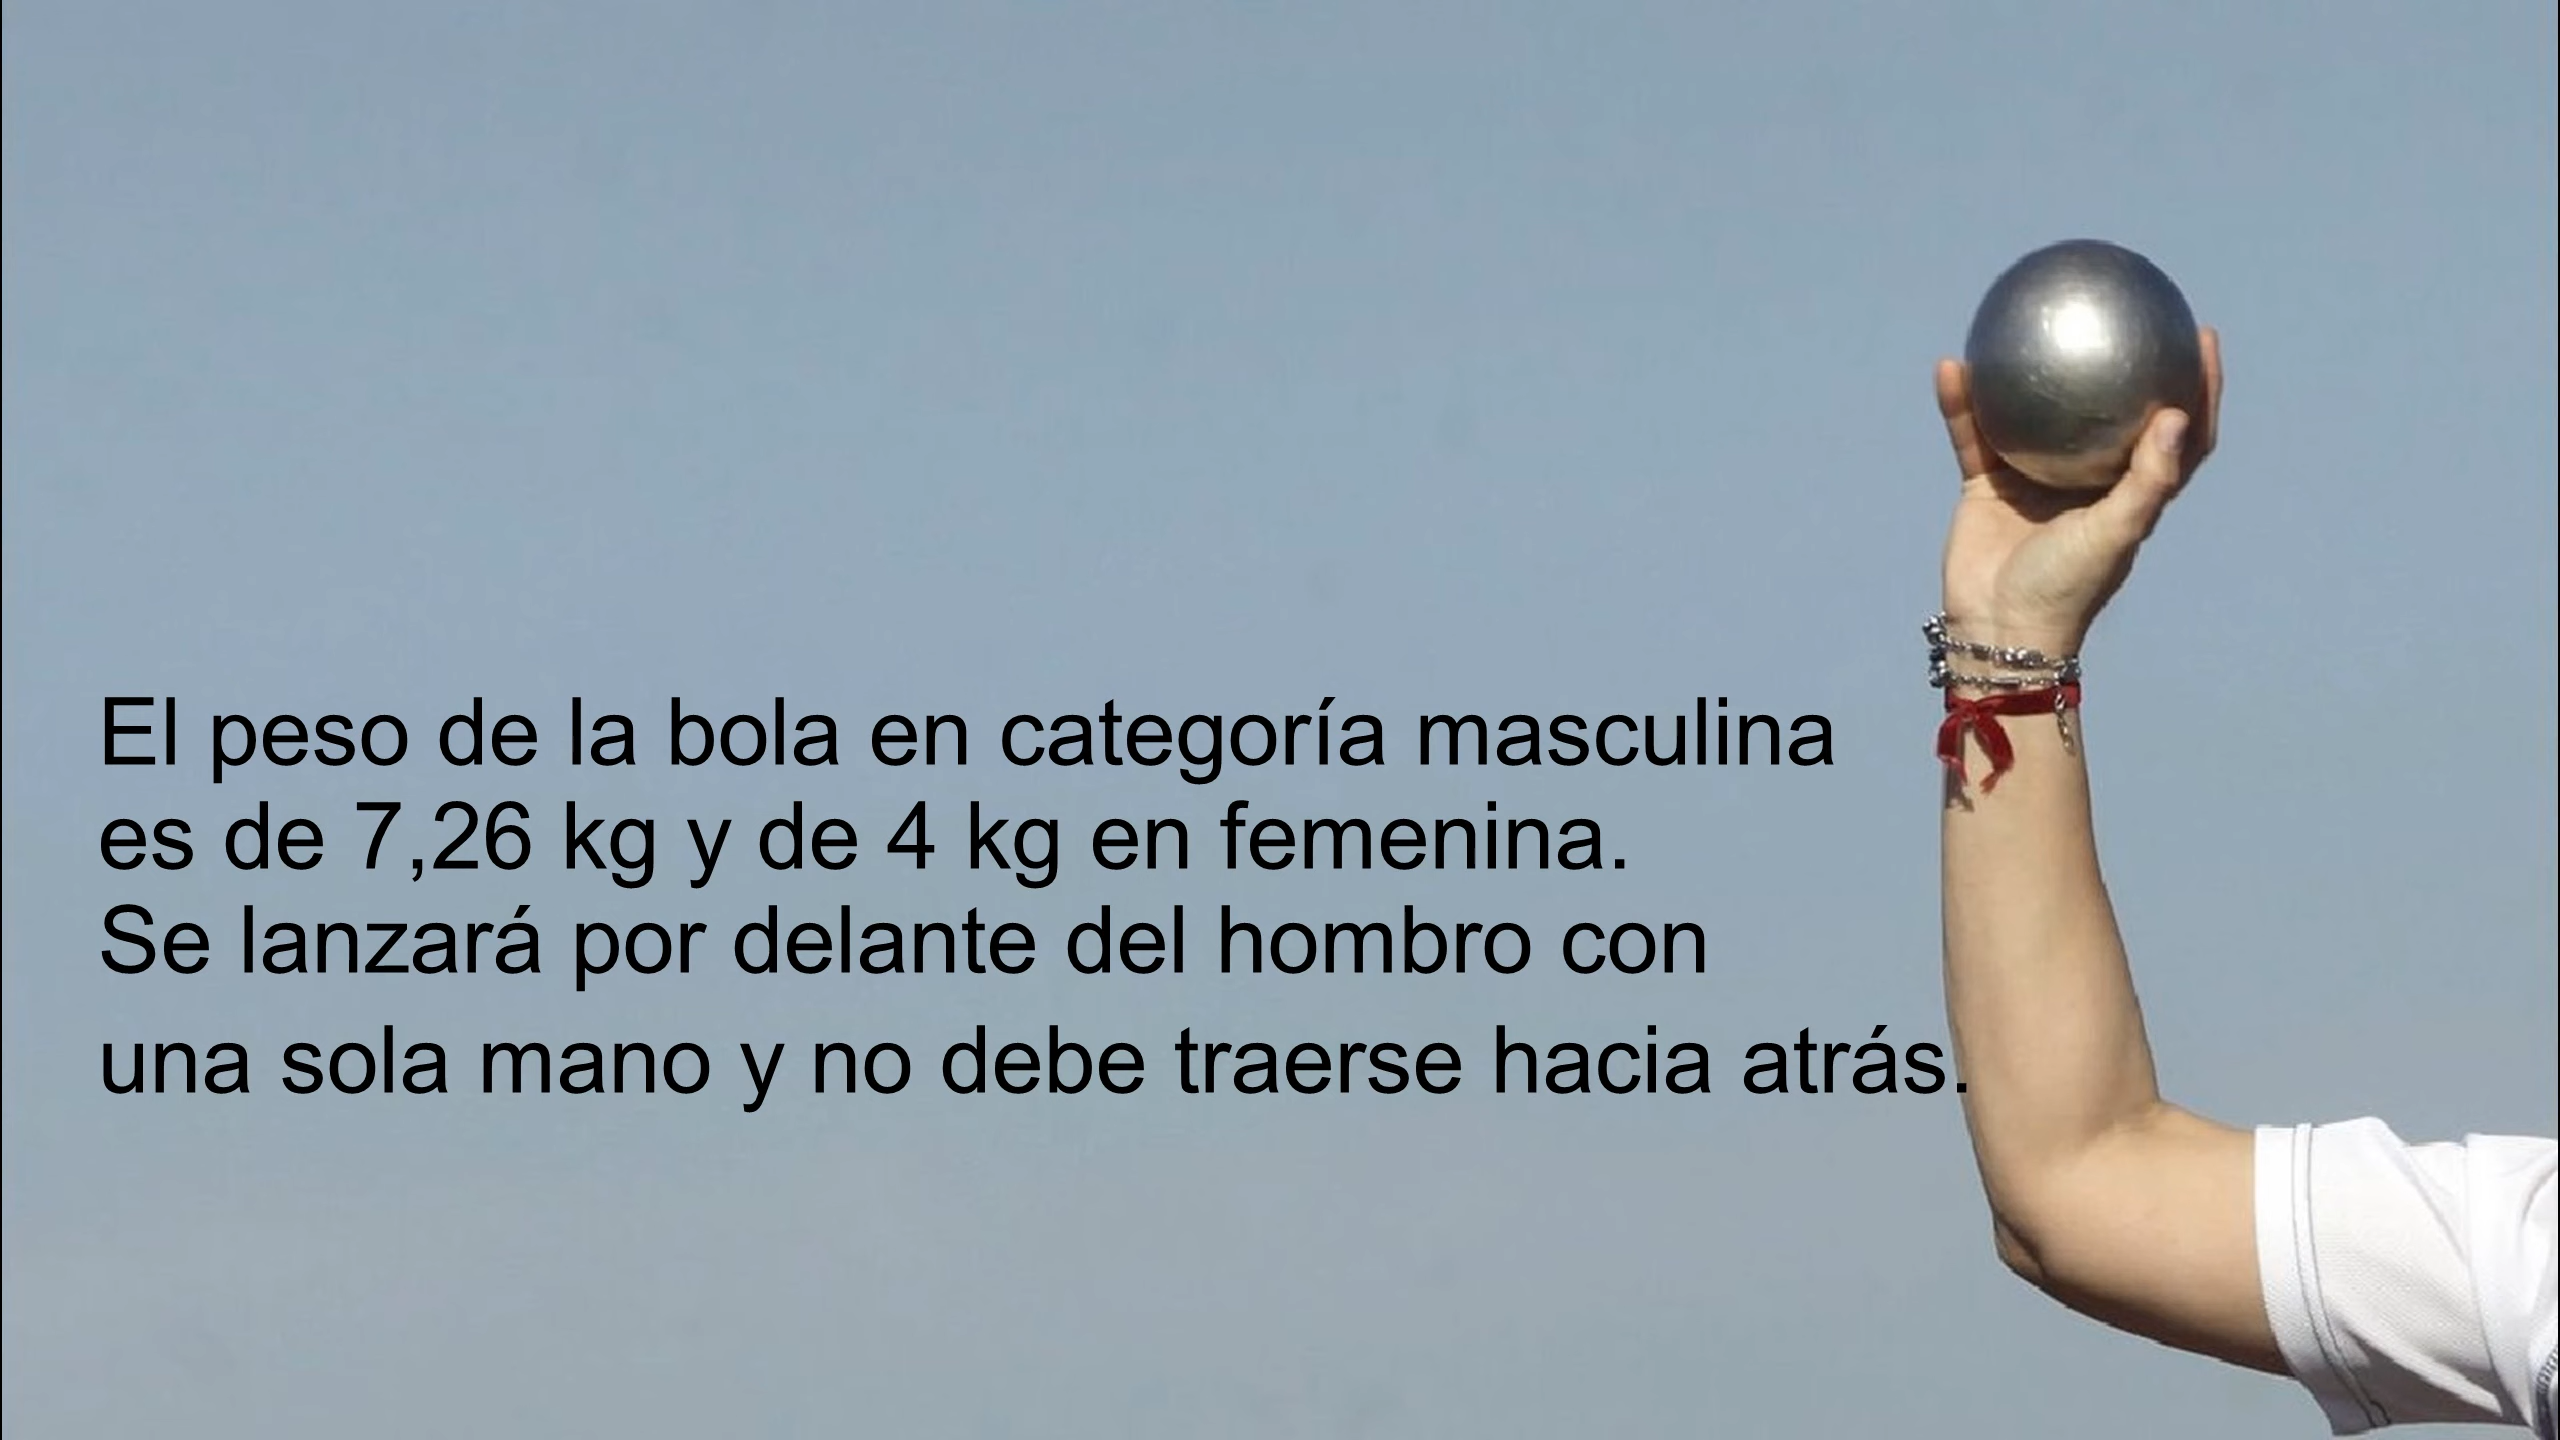 El peso de la bola en categoría masculina
es de 7,26 kg y de 4 kg en femenina.
Se lanzará por delante del hombro con
una sola mano y no debe traerse hacia atrás.